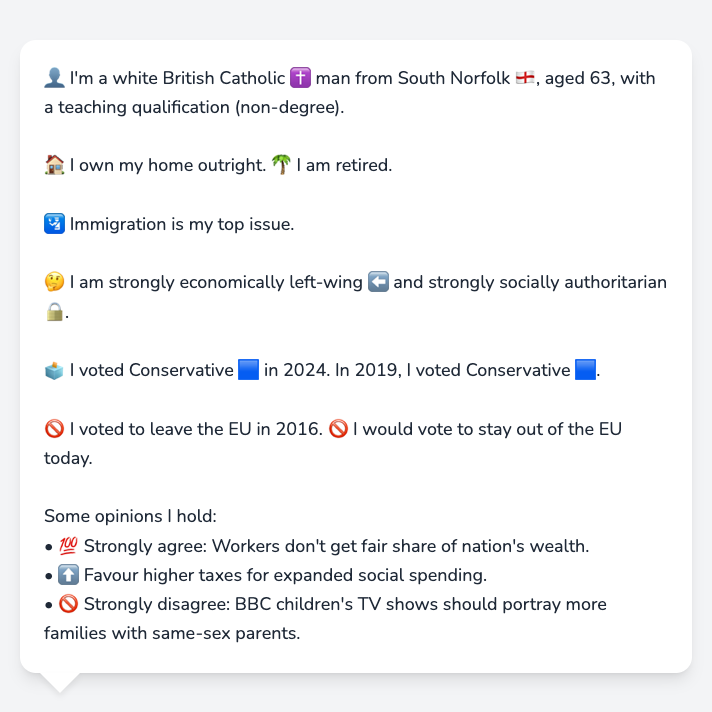 👤 I'm a white British Catholic ✝️ man from South Norfolk 🏴󠁧󠁢󠁥󠁮󠁧󠁿, aged 63, with
a teaching qualification (non-degree).
🏠 I own my home outright. 🌴 I am retired.
🛂 Immigration is my top issue.
🤔 I am strongly economically left-wing ⬅️ and strongly socially authoritarian
🔒.
🗳️ I voted Conservative 🟦 in 2024. In 2019, I voted Conservative 🟦.
🚫 I voted to leave the EU in 2016. 🚫 I would vote to stay out of the EU
today.
Some opinions I hold:
• 💯 Strongly agree: Workers don't get fair share of nation's wealth.
• ⬆️ Favour higher taxes for expanded social spending.
• 🚫 Strongly disagree: BBC children's TV shows should portray more
families with same-sex parents.